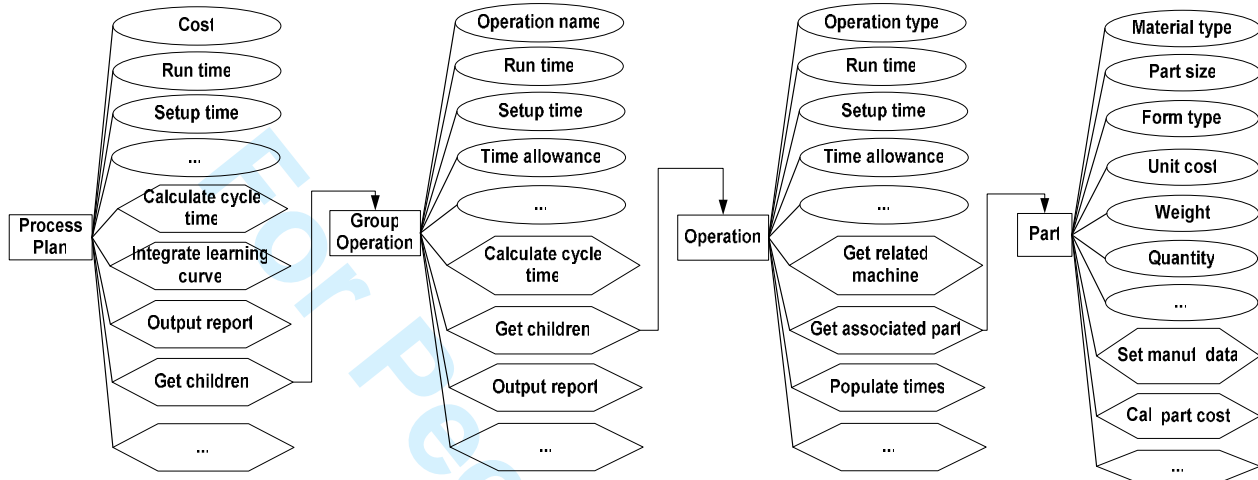 Cost
Run time
Setup time
...
Calculate cycle
time
Process
Plan
Integrate learning
curve
Output report
Get children
...
Operation name
Run time
Setup time
Time allowance
...
Group
Operation
Calculate cycle
time
Get children
Output report
...
Operation type
Run time
Setup time
Time allowance
...
Operation
Get related
machine
Get associated part
Populate times
...
Material type
Part size
Form type
Unit cost
Weight
Part
Quantity
...
Set manuf data
Cal part cost
...
For Pee